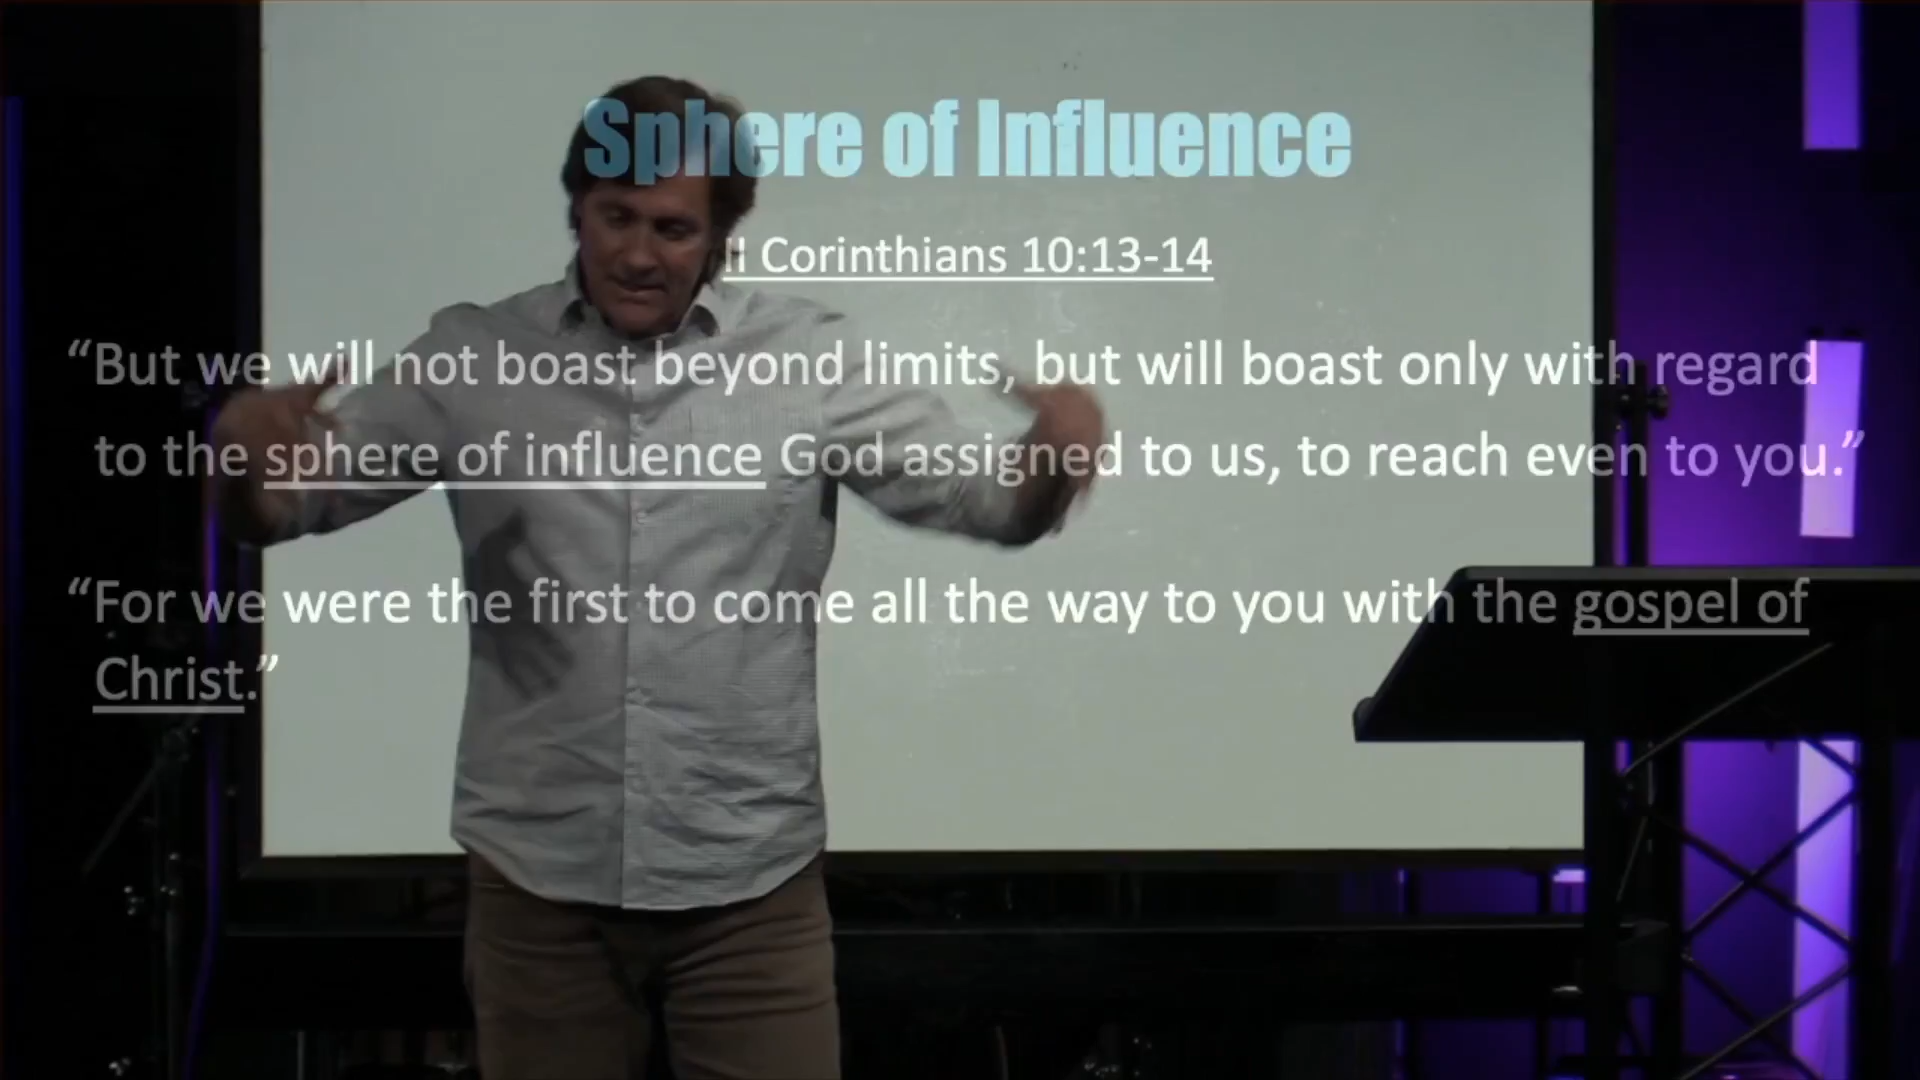 Sphere of Influence
II Corinthians 10:13-14
“But we will not boast beyond limits, but will boast only with regard
to the sphere of influence God assigned to us, to reach even to you.”
“For we were the first to come all the way to you with the gospel of
Christ.”